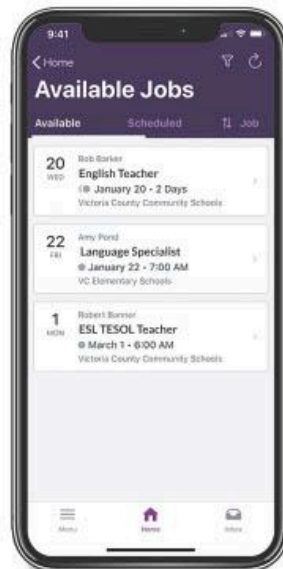 9:41
Home
Available Jobs
Available Scheduled Job
20 WED
Bob Barker
English Teacher
January 20 - 2 Days
Victoria County Community Schools
22 FRI
Amy Pond
Language Specialist
January 22 - 7:00 AM
VC Elementary Schools
1 MON
Robert Banner
ESL TESOL Teacher
March 1 - 6:00 AM
Victoria County Community Schools
Menu Home Inbox